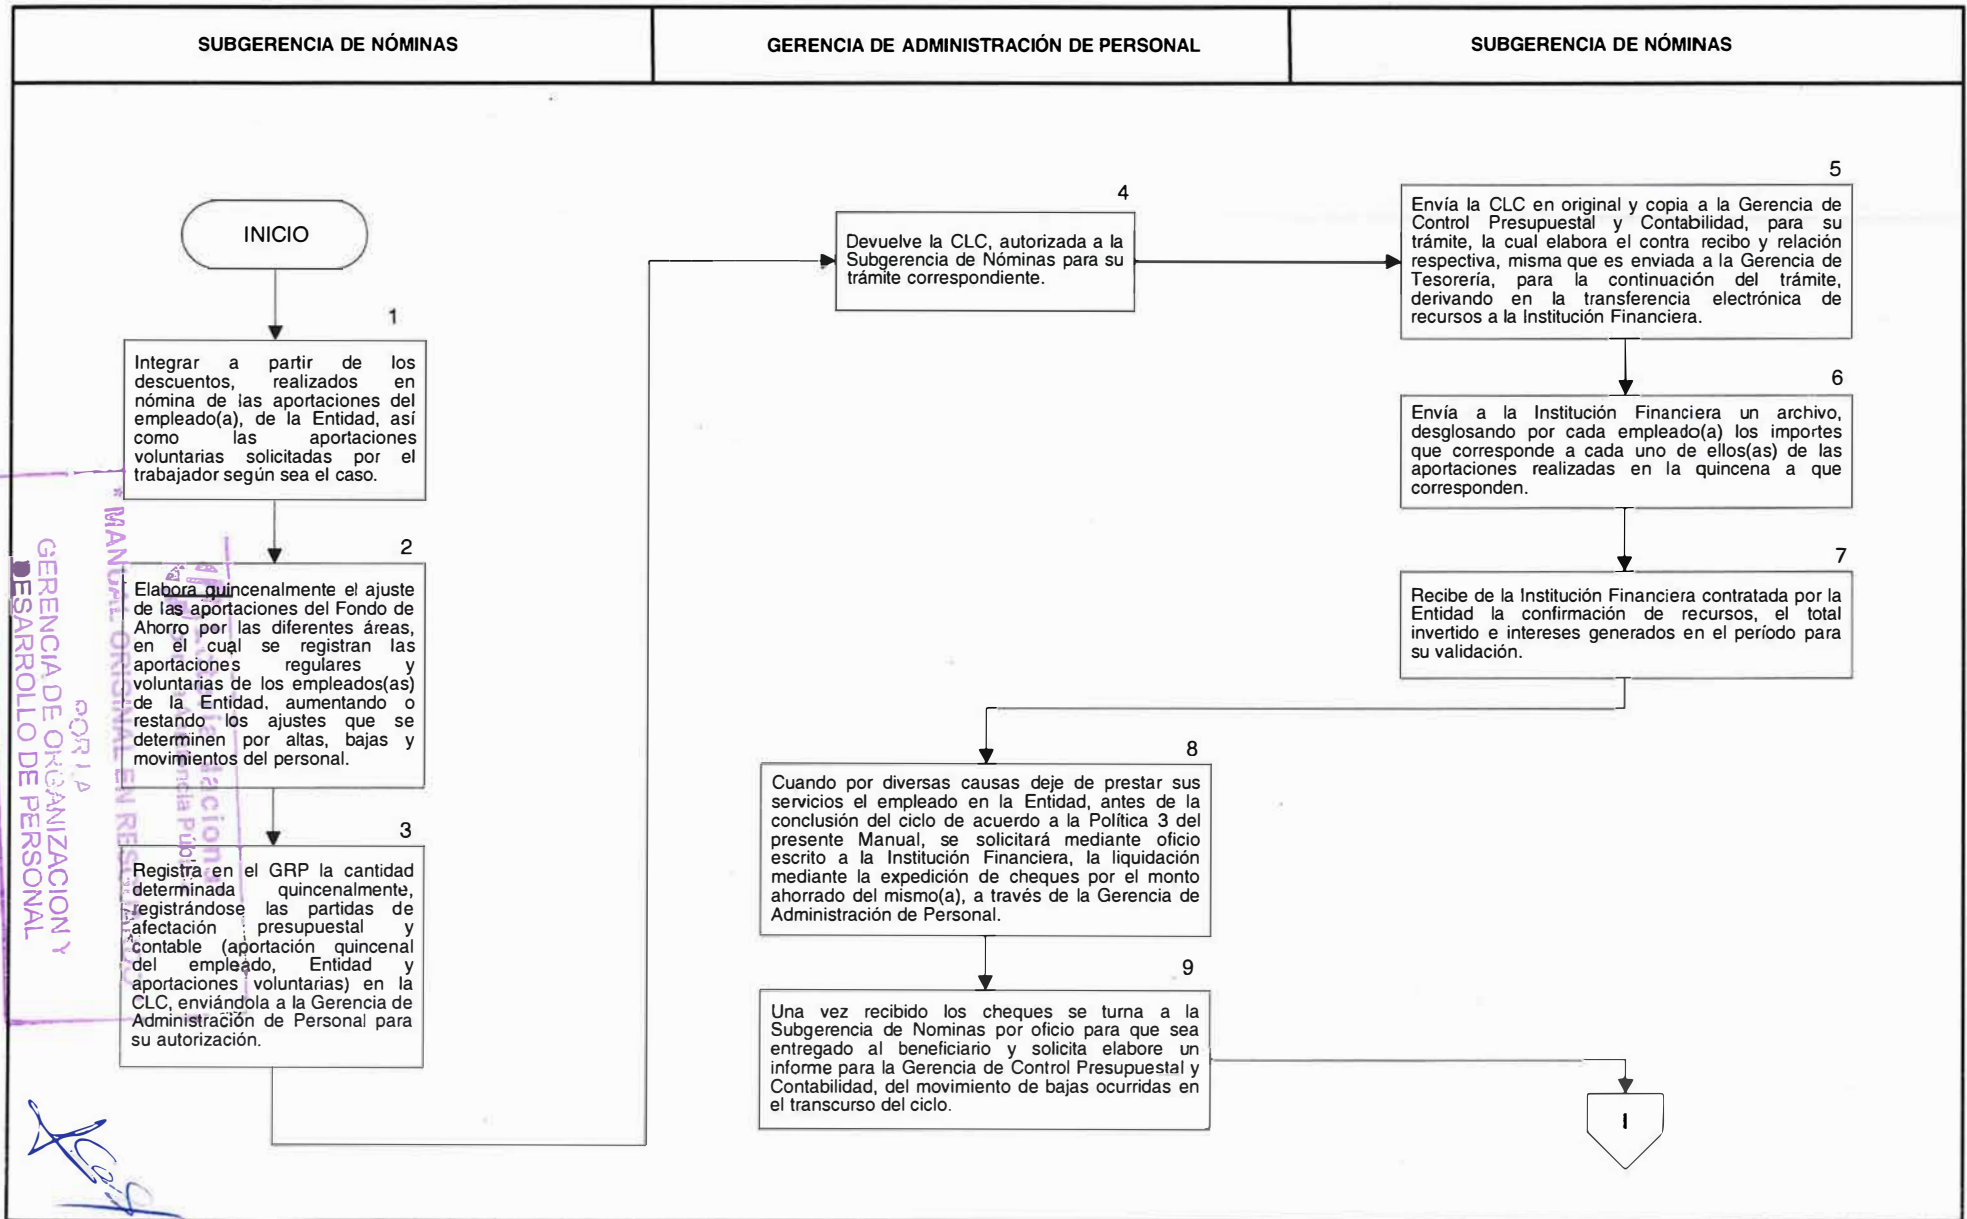 SUBGERENCIA DE NÓMINAS
GERENCIA DE ADMINISTRACIÓN DE PERSONAL
SUBGERENCIA DE NÓMINAS
INICIO
1
Integrar a partir de los
descuentos, realizados en
nómina de las aportaciones del
empleado(a), de la Entidad, así
como las aportaciones
voluntarias solicitadas por el
trabajador según sea el caso.
2
Elabora quincenalmente el ajuste
de las aportaciones del Fondo de
Ahorro por las diferentes áreas,
en el cual se registran las
aportaciones regulares y
voluntarias de los empleados(as)
de la Entidad, aumentando o
restando los ajustes que se
determinen por altas, bajas y
movimientos del personal.
3
Registra en el GRP la cantidad
determinada quincenalmente,
registrándose las partidas de
afectación presupuestal y
contable (aportación quincenal
del empleado, Entidad y
aportaciones voluntarias) en la
CLC, enviándola a la Gerencia de
Administración de Personal para
su autorización.
4
Devuelve la CLC, autorizada a la
Subgerencia de Nóminas para su
trámite correspondiente.
5
Envía la CLC en original y copia a la Gerencia de
Control Presupuestal y Contabilidad, para su
trámite, la cual elabora el contra recibo y relación
respectiva, misma que es enviada a la Gerencia de
Tesorería, para la continuación del trámite,
derivando en la transferencia electrónica de
recursos a la Institución Financiera.
6
Envía a la Institución Financiera un archivo,
desglosando por cada empleado(a) los importes
que corresponde a cada uno de ellos(as) de las
aportaciones realizadas en la quincena a que
corresponden.
7
Recibe de la Institución Financiera contratada por la
Entidad la confirmación de recursos, el total
invertido e intereses generados en el período para
su validación.
8
Cuando por diversas causas deje de prestar sus
servicios el empleado en la Entidad, antes de la
conclusión del ciclo de acuerdo a la Política 3 del
presente Manual, se solicitará mediante oficio
escrito a la Institución Financiera, la liquidación
mediante la expedición de cheques por el monto
ahorrado del mismo(a), a través de la Gerencia de
Administración de Personal.
9
Una vez recibido los cheques se turna a la
Subgerencia de Nominas por oficio para que sea
entregado al beneficiario y solicita elabore un
informe para la Gerencia de Control Presupuestal y
Contabilidad, del movimiento de bajas ocurridas en
el transcurso del ciclo.
I
* MANUAL ORIGINAL EN
POR LA
GERENCIA DE ORGANIZACION Y
DESARROLLO DE PERSONAL